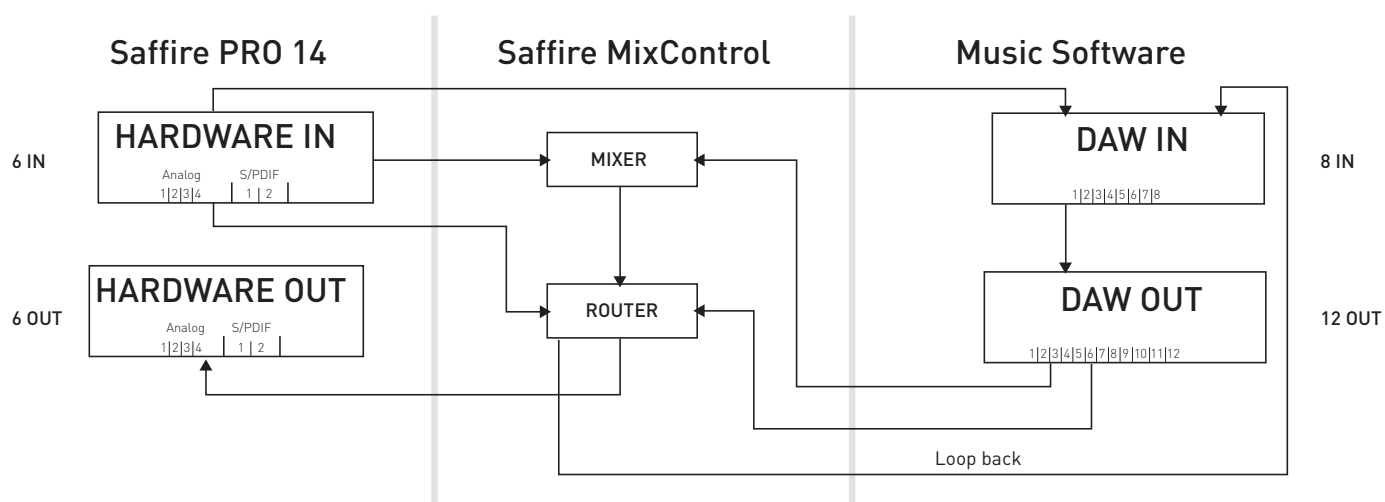 Saffire PRO 14
Saffire MixControl
Music Software
HARDWARE IN
Analog S/PDIF
1|2|3|4 | 1 | 2 |
6 IN
MIXER
DAW IN
1|2|3|4|5|6|7|8
8 IN
HARDWARE OUT
Analog S/PDIF
1|2|3|4 | 1 | 2 |
6 OUT
ROUTER
DAW OUT
1|2|3|4|5|6|7|8|9|10|11|12
12 OUT
Loop back